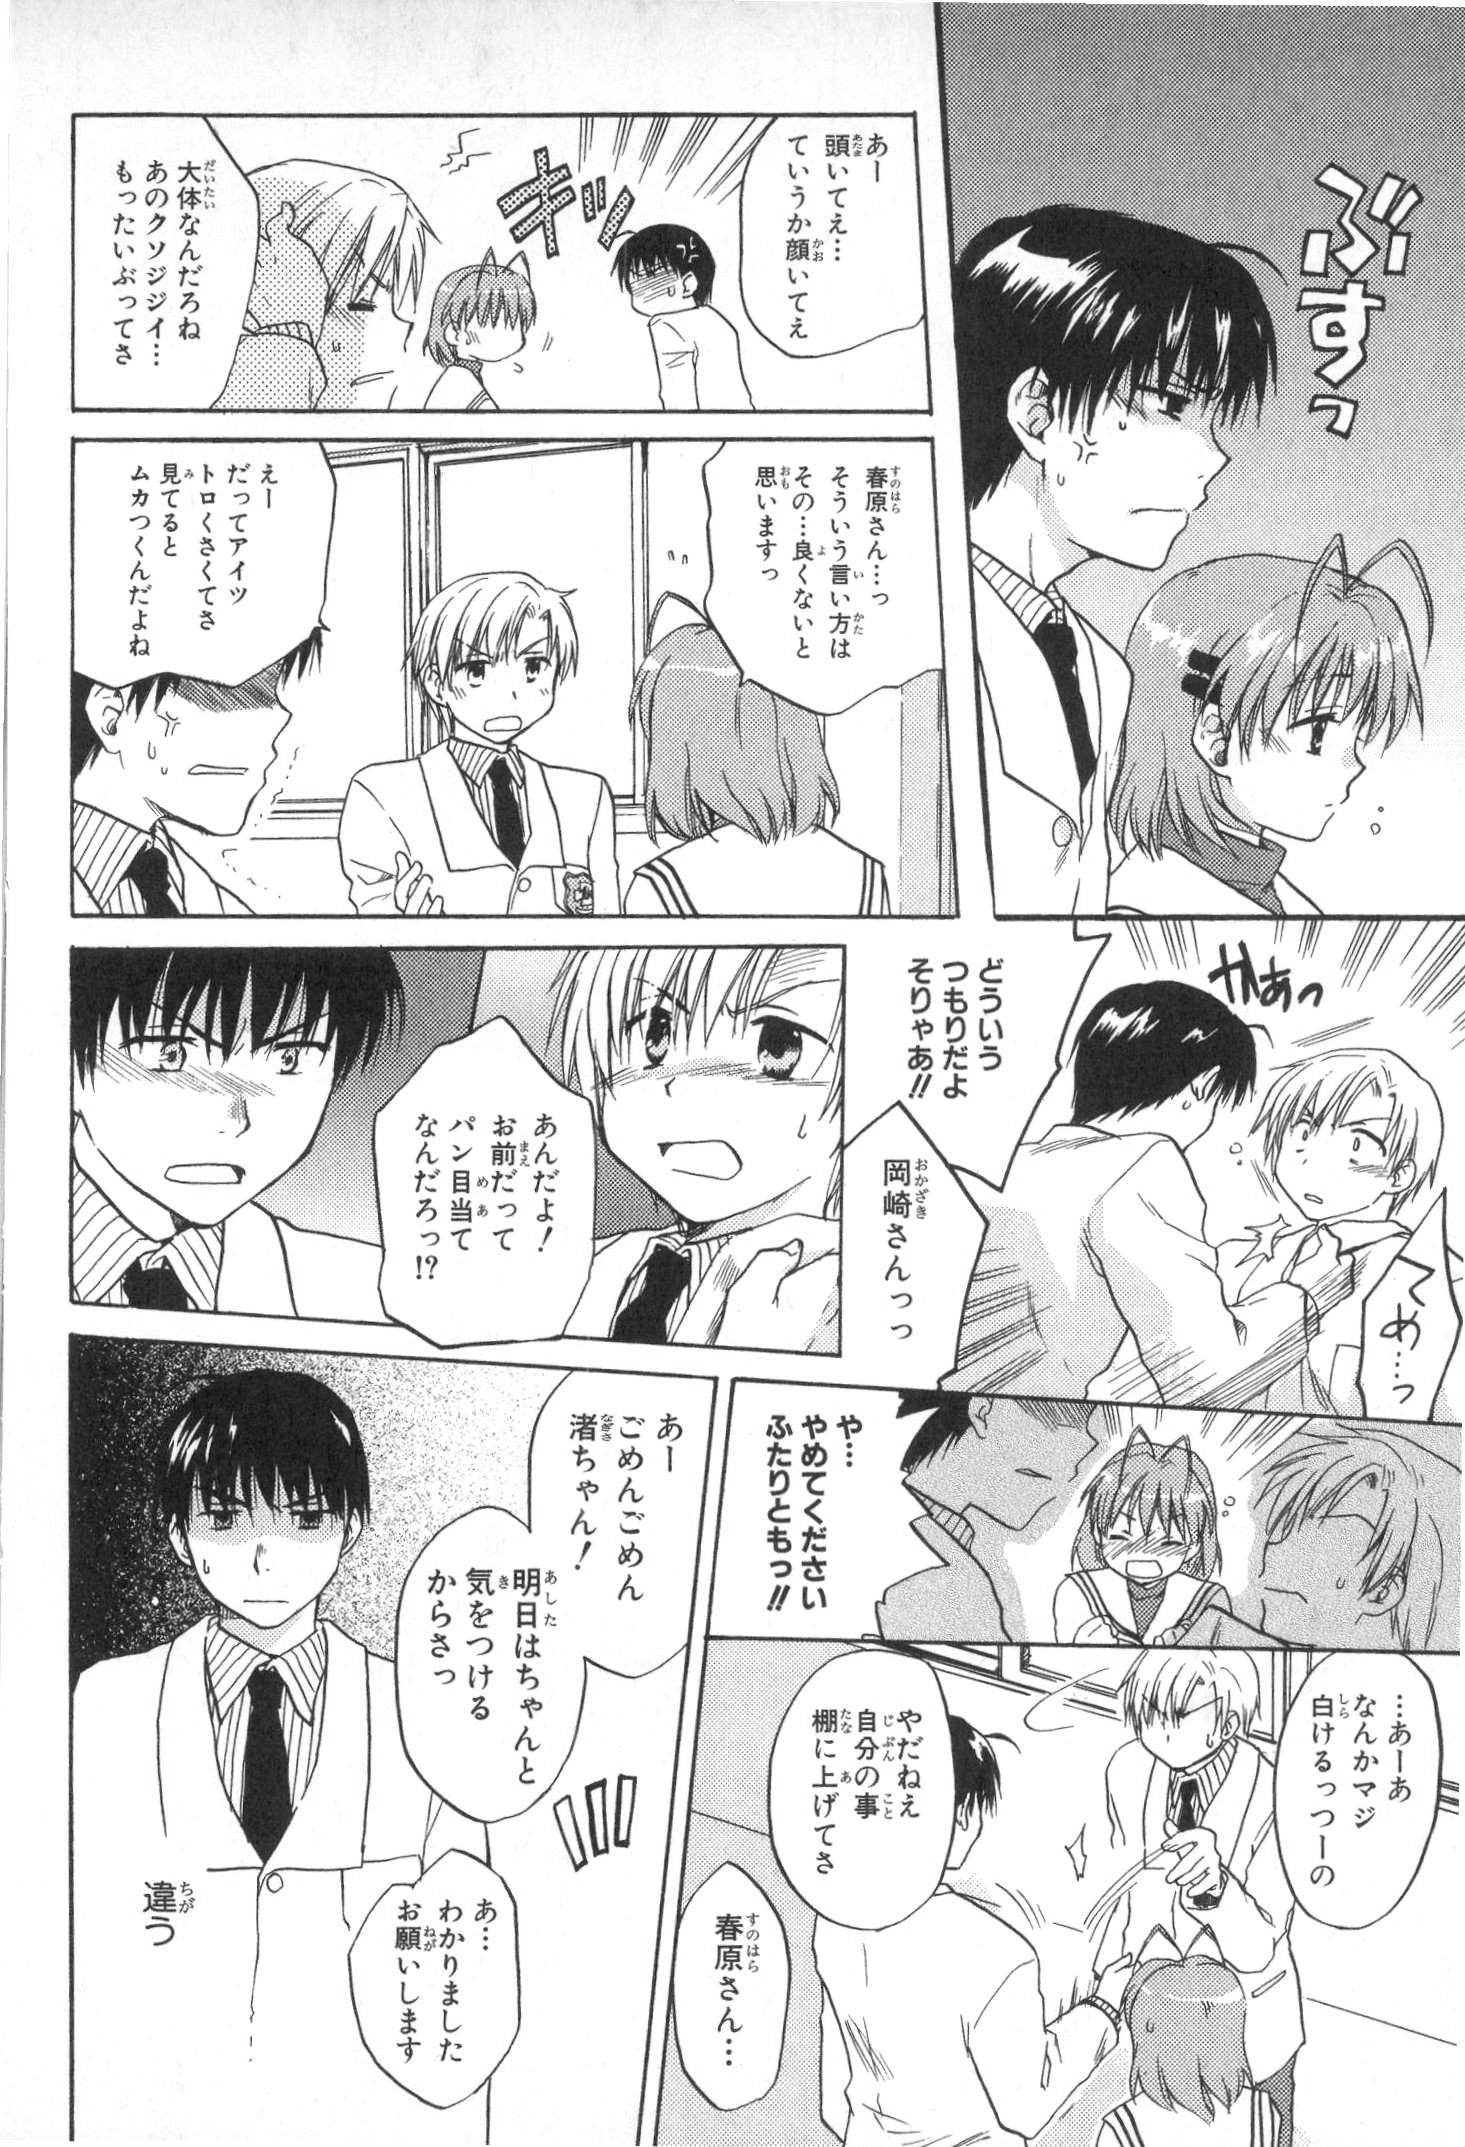 ぶすっ
あー
頭いてえ…
ていうか顔いてえ
キッ
大体なんだろね
あのクソジジイ…
もったいぶってさ
春原さん…っ
そういう言い方は
その…良くないと
思いますっ
えー
だってアイツ
トロくさくてさ
見てると
ムカつくんだよね
やあっ
てめ…っ
どういう
つもりだよ
そりゃあ!!
岡崎さんっっ
あんだよ!
お前だって
パン目当て
なんだろっ!?
や…
やめてください
ふたりともっ!!
…あーあ
なんかマジ
白けるっつーの
やだねえ
自分の事
棚に上げてさ
春原さん…
あー
ごめんごめん
渚ちゃん!
明日はちゃんと
気をつける
からさっ
あ…
わかりました
お願いします
違う